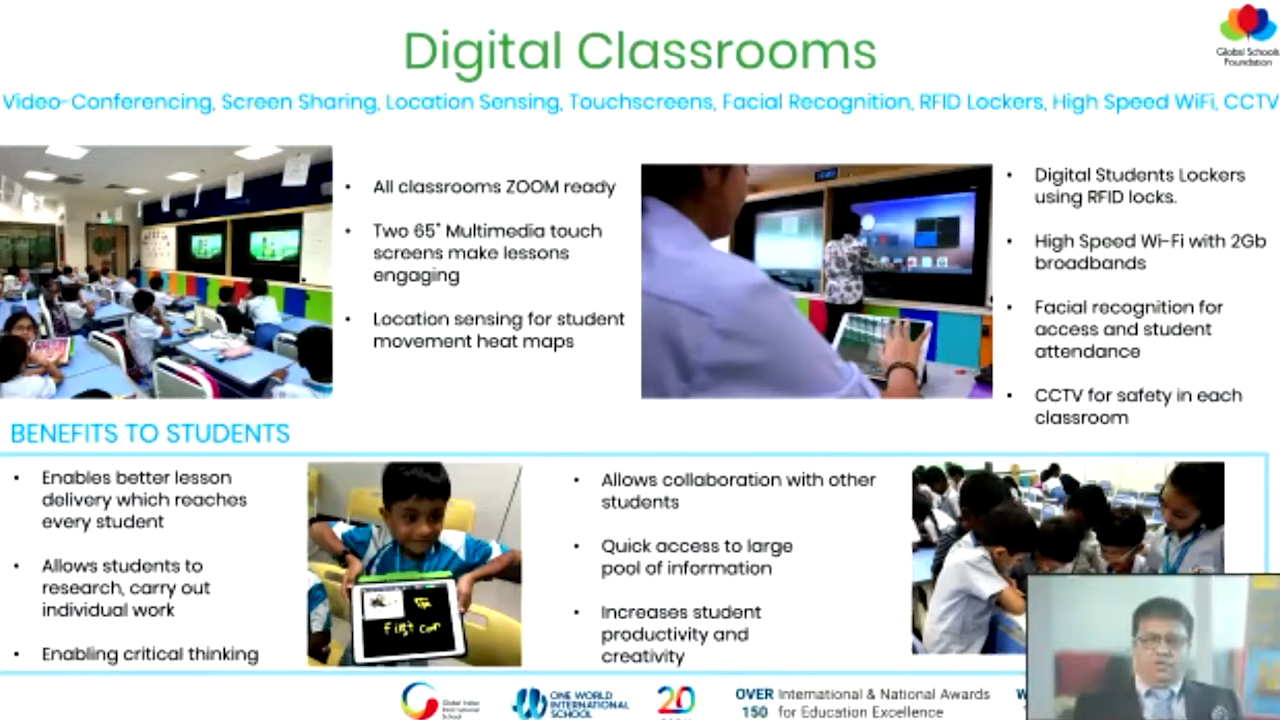 Digital Classrooms
Global Schools
Foundation
Video-Conferencing, Screen Sharing, Location Sensing, Touchscreens, Facial Recognition, RFID Lockers, High Speed WiFi, CCTV
• All classrooms ZOOM ready
• Two 65" Multimedia touch
screens make lessons
engaging
• Location sensing for student
movement heat maps
• Digital Students Lockers
using RFID locks.
• High Speed Wi-Fi with 2Gb
broadbands
• Facial recognition for
access and student
attendance
• CCTV for safety in each
classroom
BENEFITS TO STUDENTS
• Enables better lesson
delivery which reaches
every student
• Allows students to
research, carry out
individual work
• Enabling critical thinking
First car
• Allows collaboration with other
students
• Quick access to large
pool of information
• Increases student
productivity and
creativity
Global Indian
International
School
ONE WORLD
INTERNATIONAL
SCHOOL
20
OVER International & National Awards
150 for Education Excellence